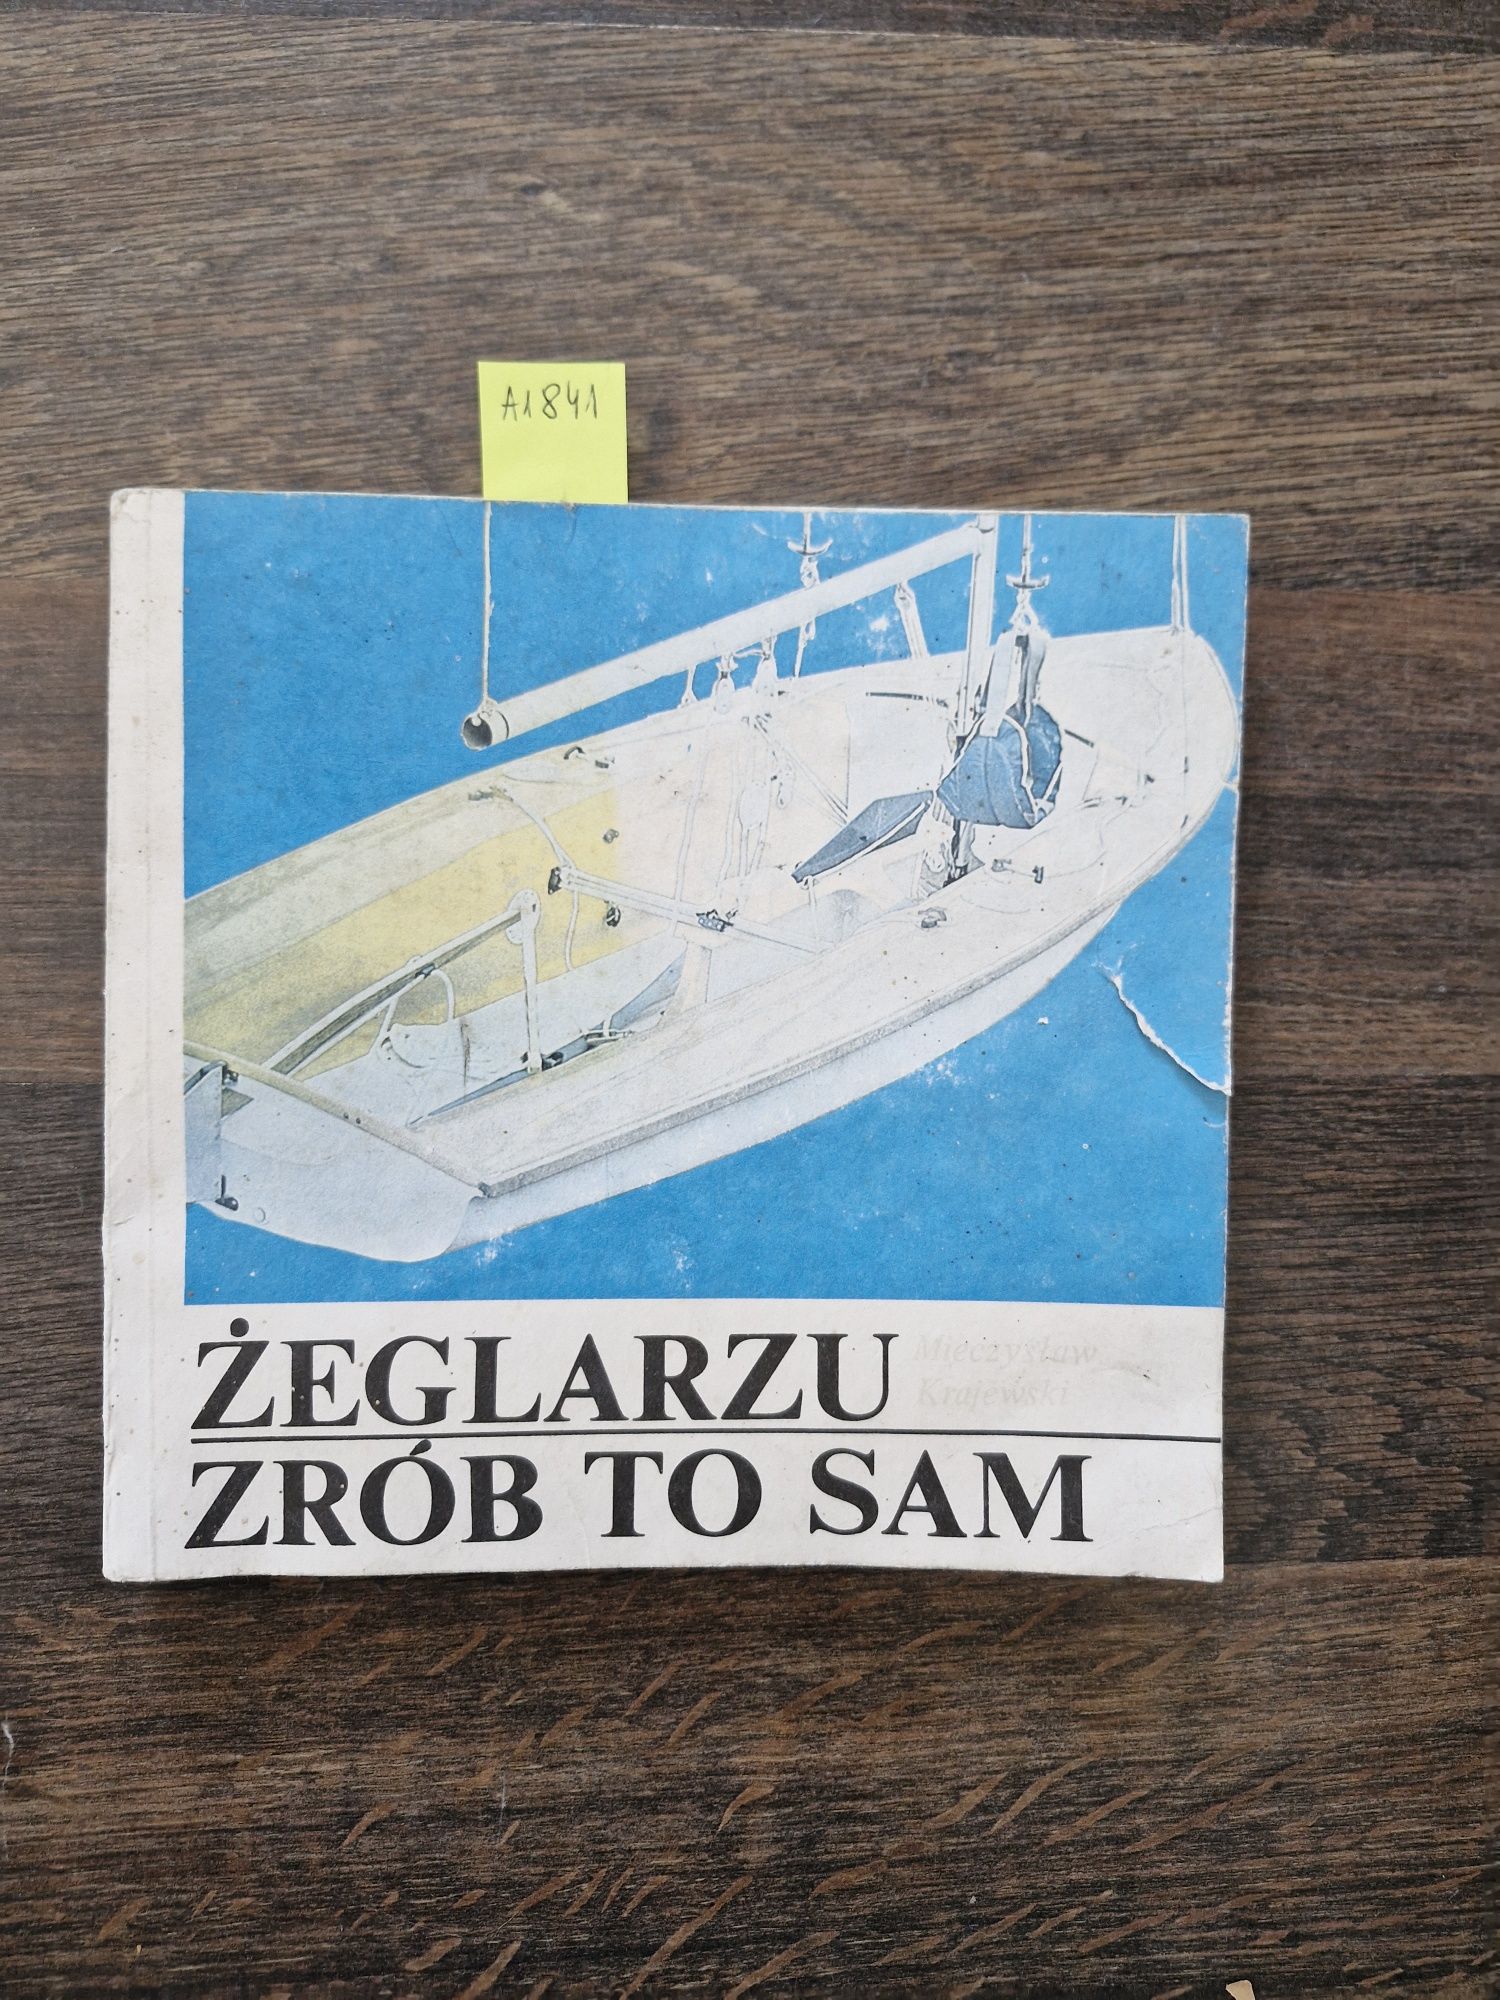 A1841
ŻEGLARZU
Mieczysław
Krajewski
ZRÓB TO SAM